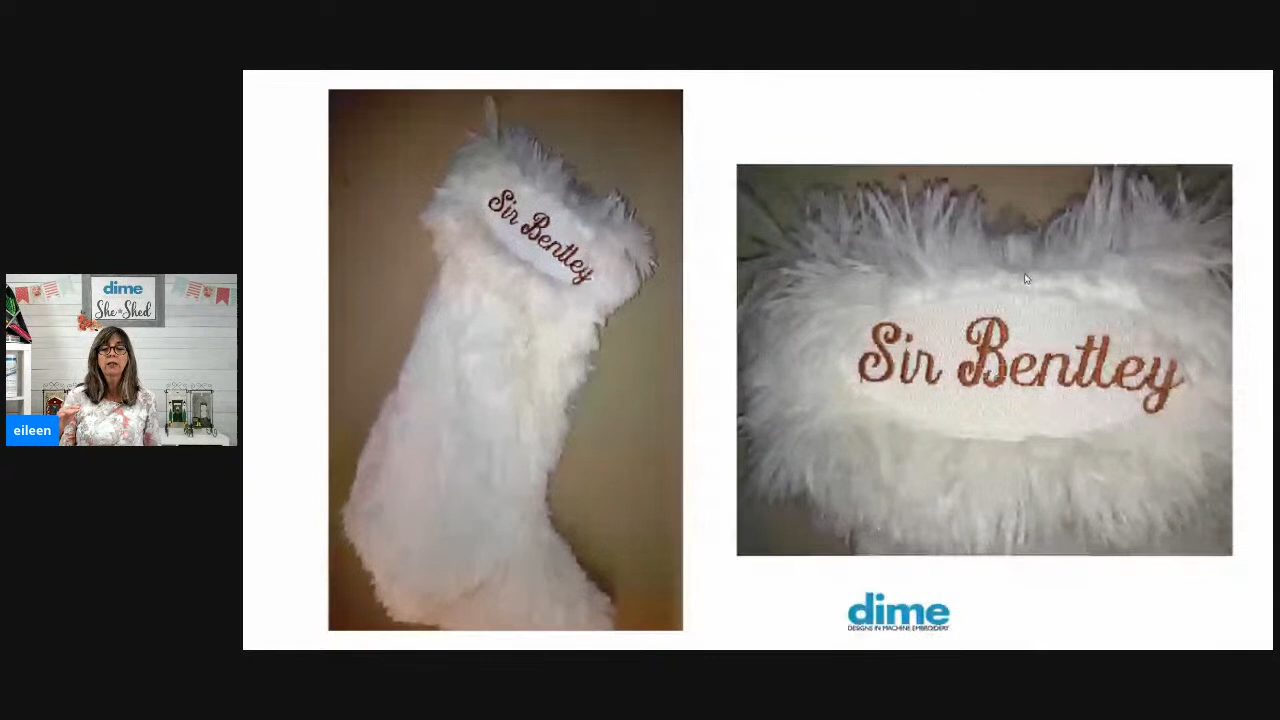 dime
She Shed
eileen
Sir Bentley
Sir Bentley
dime
DESIGNS IN MACHINE EMBROIDERY